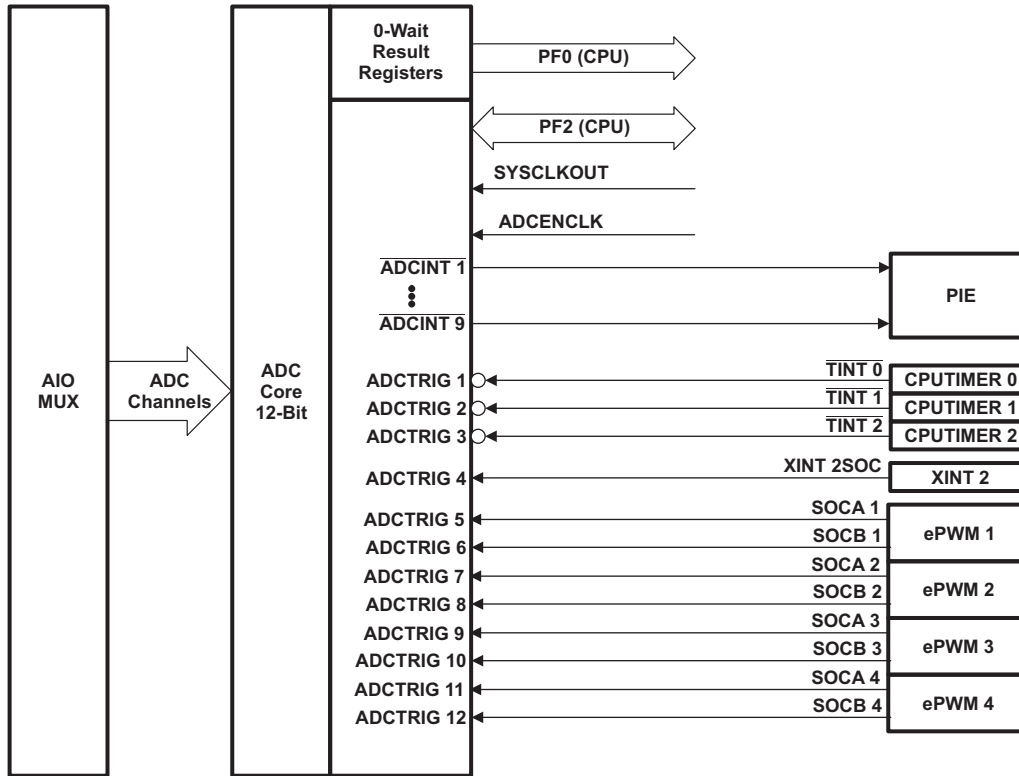 0-Wait
Result
Registers
PF0 (CPU)
PF2 (CPU)
SYSCLKOUT
ADCENCLK
ADCINT 1
ADCINT 9
PIE
AIO
MUX
ADC
Channels
ADC
Core
12-Bit
ADCTRIG 1
TINT 0
CPUTIMER 0
ADCTRIG 2
TINT 1
CPUTIMER 1
ADCTRIG 3
TINT 2
CPUTIMER 2
ADCTRIG 4
XINT 2SOC
XINT 2
ADCTRIG 5
SOCA 1
ADCTRIG 6
SOCB 1
ePWM 1
ADCTRIG 7
SOCA 2
ADCTRIG 8
SOCB 2
ePWM 2
ADCTRIG 9
SOCA 3
ADCTRIG 10
SOCB 3
ePWM 3
ADCTRIG 11
SOCA 4
ADCTRIG 12
SOCB 4
ePWM 4